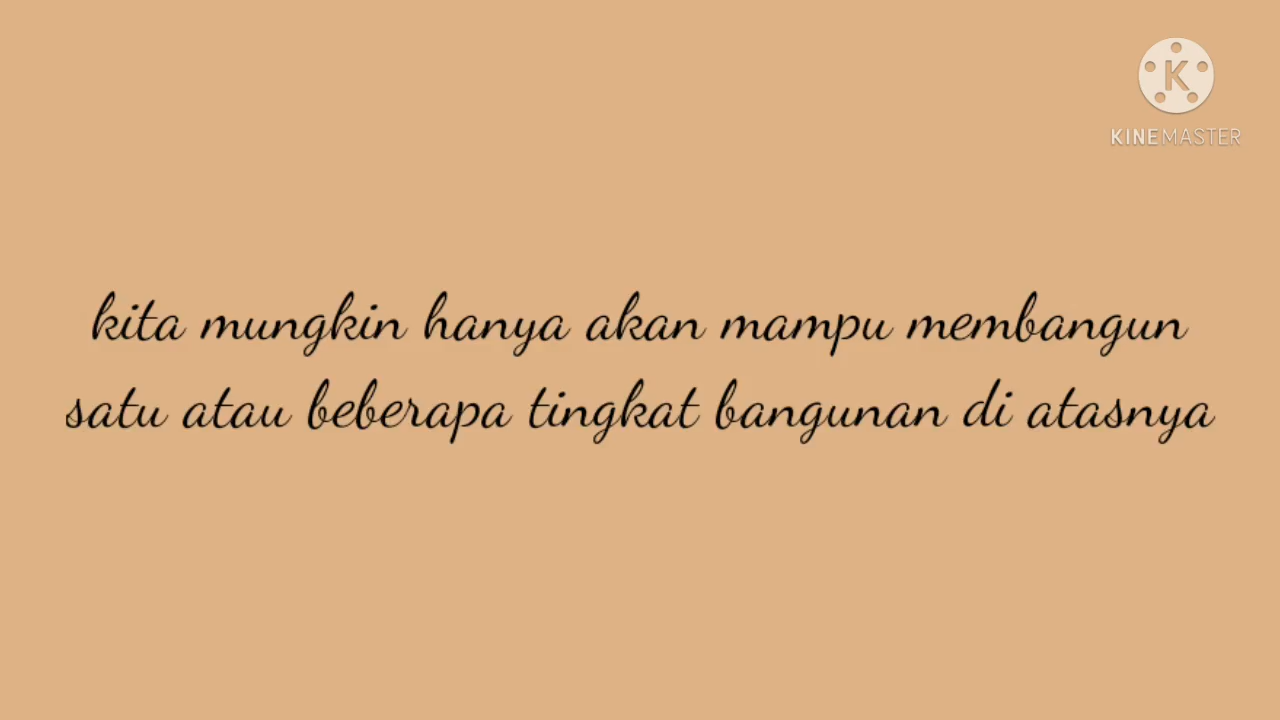 KINEMASTER
kita mungkin hanya akan mampu membangun
satu atau beberapa tingkat bangunan di atasnya